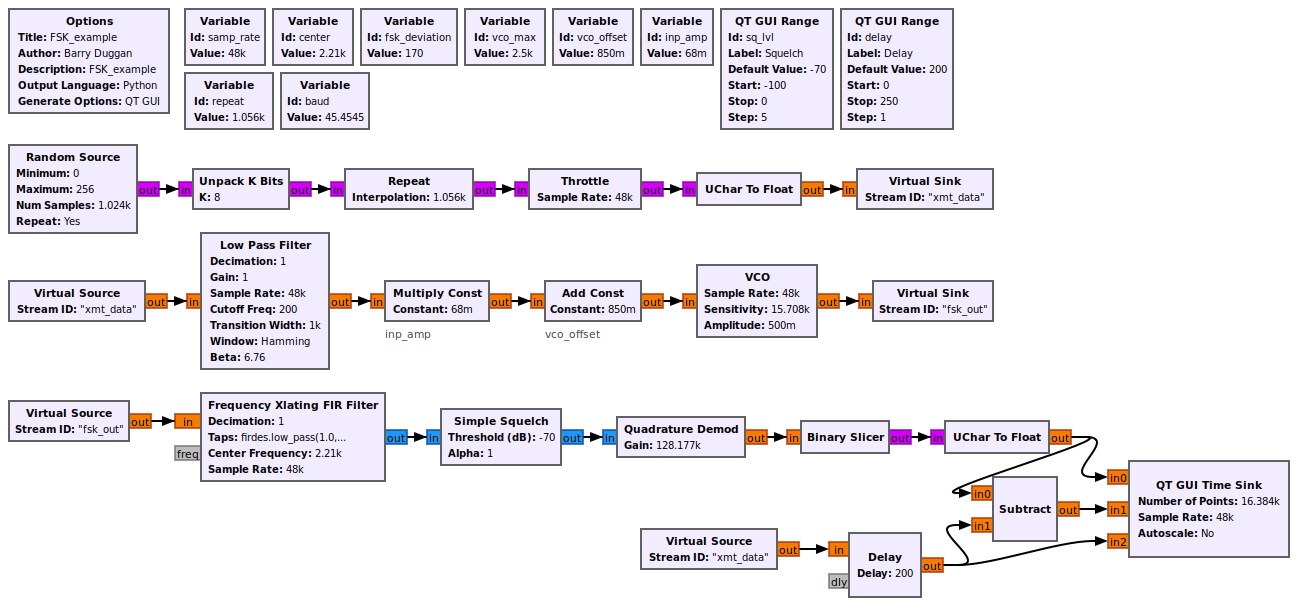 Options
Title: FSK_example
Author: Barry Duggan
Description: FSK_example
Output Language: Python
Generate Options: QT GUI
Variable
Id: samp_rate
Value: 48k
Variable
Id: center
Value: 2.21k
Variable
Id: fsk_deviation
Value: 170
Variable
Id: vco_max
Value: 2.5k
Variable
Id: vco_offset
Value: 850m
Variable
Id: inp_amp
Value: 68m
QT GUI Range
Id: sq_lvl
Label: Squelch
Default Value: -70
Start: -100
Stop: 0
Step: 5
QT GUI Range
Id: delay
Label: Delay
Default Value: 200
Start: 0
Stop: 250
Step: 1
Variable
Id: repeat
Value: 1.056k
Variable
Id: baud
Value: 45.4545
Random Source
Minimum: 0
Maximum: 256
Num Samples: 1.024k
Repeat: Yes
out
in
Unpack K Bits
K: 8
out
in
Repeat
Interpolation: 1.056k
out
in
Throttle
Sample Rate: 48k
out
in
UChar To Float
out
in
Virtual Sink
Stream ID: "xmt_data"
Virtual Source
Stream ID: "xmt_data"
out
in
Low Pass Filter
Decimation: 1
Gain: 1
Sample Rate: 48k
Cutoff Freq: 200
Transition Width: 1k
Window: Hamming
Beta: 6.76
out
in
Multiply Const
Constant: 68m
out
inp_amp
in
Add Const
Constant: 850m
out
vco_offset
in
VCO
Sample Rate: 48k
Sensitivity: 15.708k
Amplitude: 500m
out
in
Virtual Sink
Stream ID: "fsk_out"
Virtual Source
Stream ID: "fsk_out"
out
in
freq
Frequency Xlating FIR Filter
Decimation: 1
Taps: firdes.low_pass(1.0,...
Center Frequency: 2.21k
Sample Rate: 48k
out
in
Simple Squelch
Threshold (dB): -70
Alpha: 1
out
in
Quadrature Demod
Gain: 128.177k
out
in
Binary Slicer
out
in
UChar To Float
out
in0
in1
Subtract
out
in0
in1
in2
QT GUI Time Sink
Number of Points: 16.384k
Sample Rate: 48k
Autoscale: No
Virtual Source
Stream ID: "xmt_data"
out
in
dly
Delay
Delay: 200
out